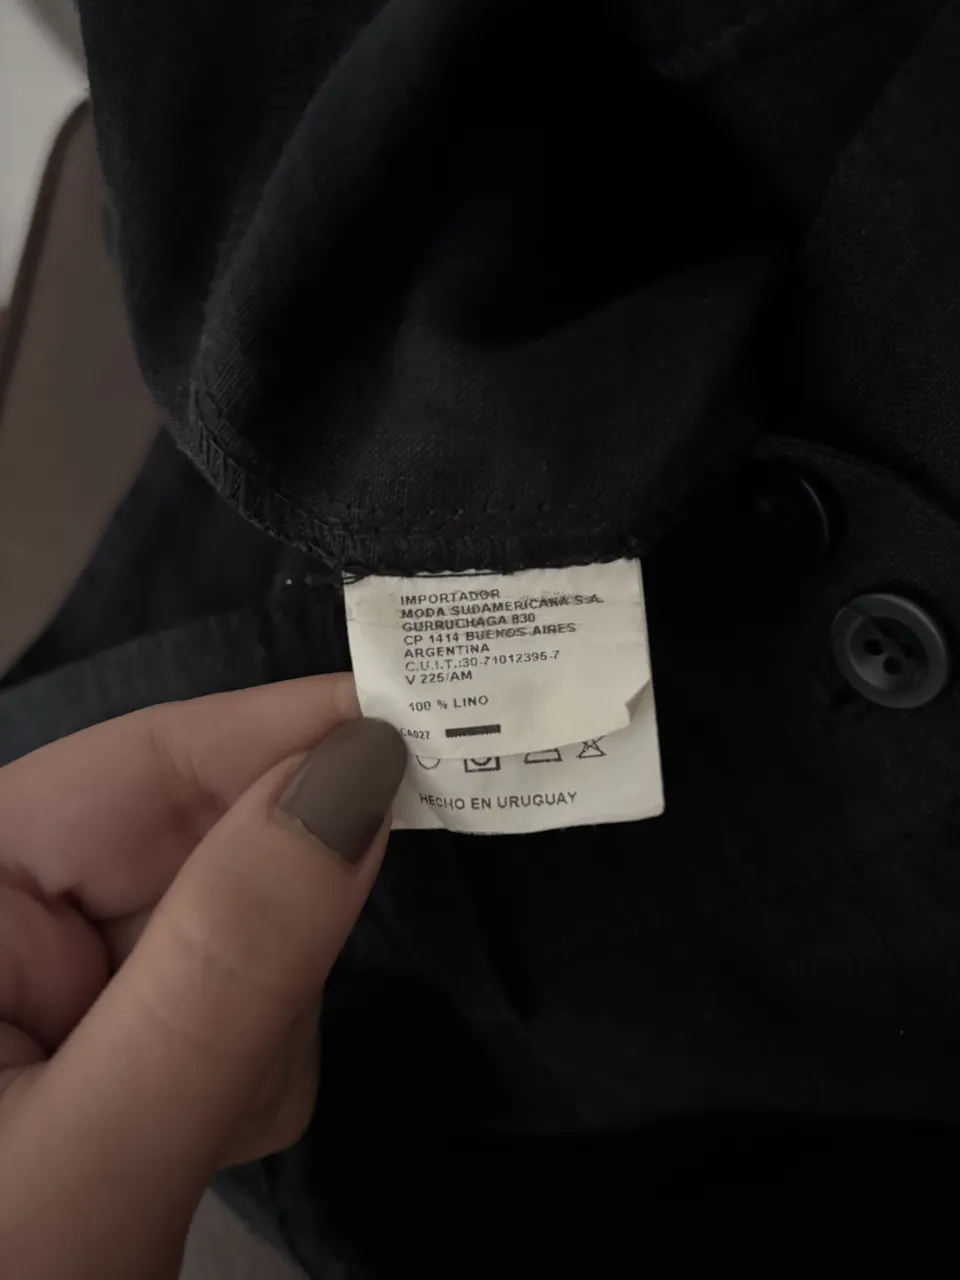 IMPORTADOR
MODA SUDAMERICANA S.A.
GURRUCHAGA 830
CP 1414 BUENOS AIRES
ARGENTINA
C.U.I.T.:30-71012395-7
V 225/AM
100 % LINO
CA027
HECHO EN URUGUAY